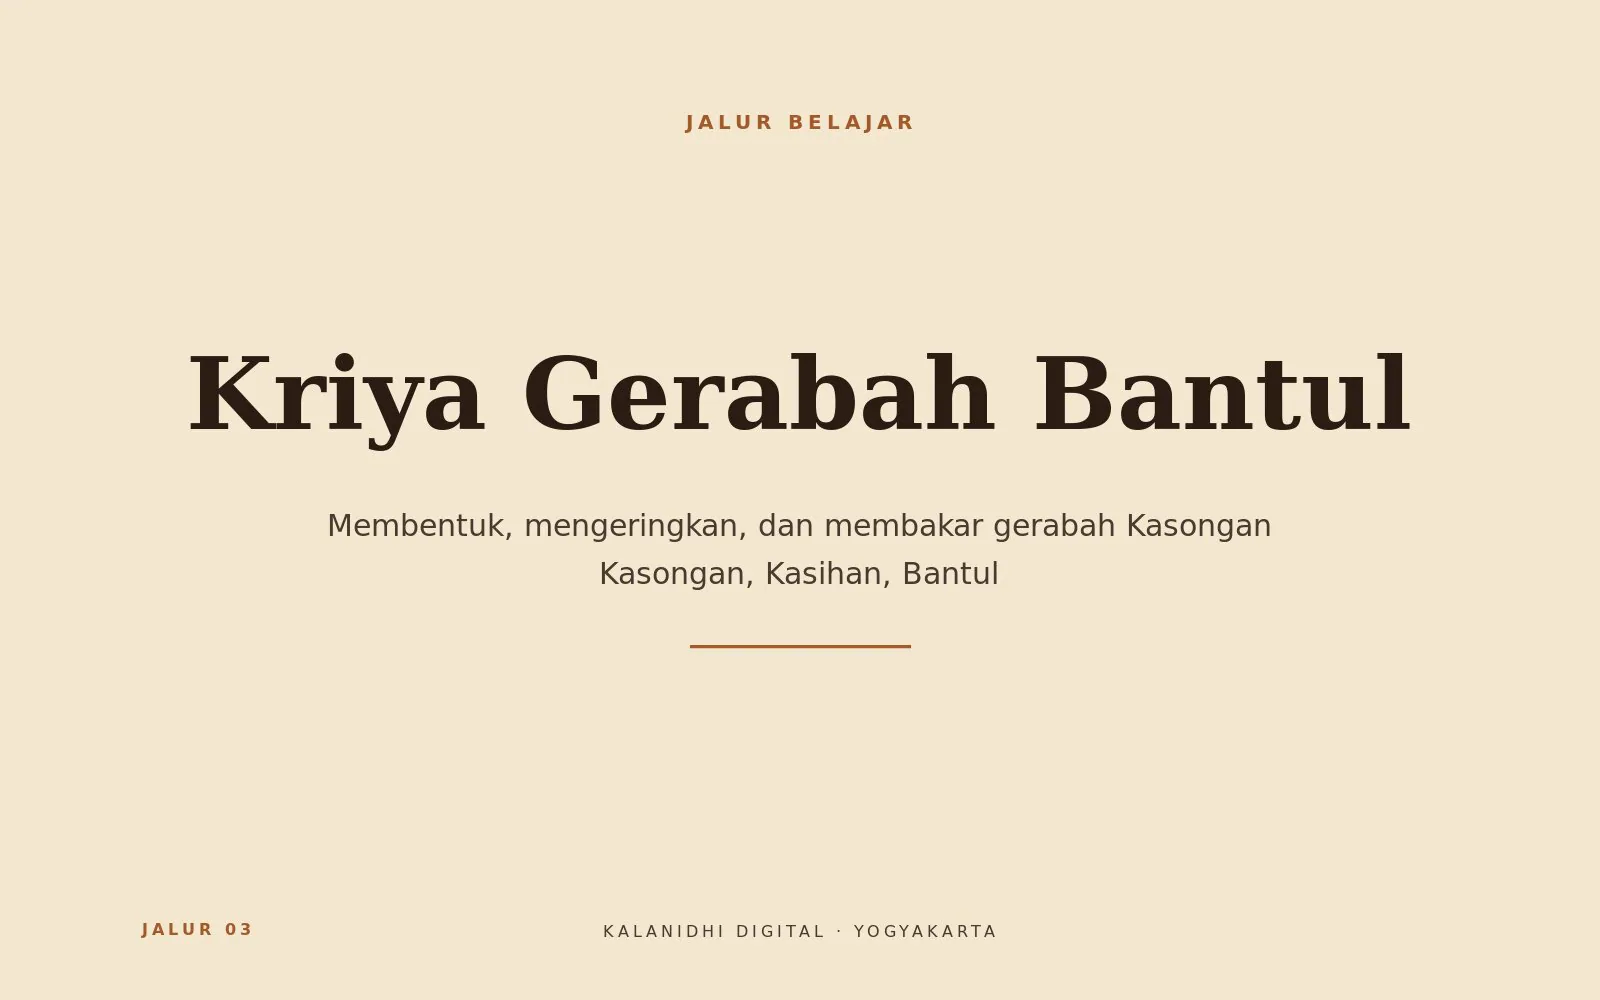 JALUR BELAJAR
Kriya Gerabah Bantul
Membentuk, mengeringkan, dan membakar gerabah Kasongan
Kasongan, Kasihan, Bantul
JALUR 03
KALANIDHI DIGITAL · YOGYAKARTA